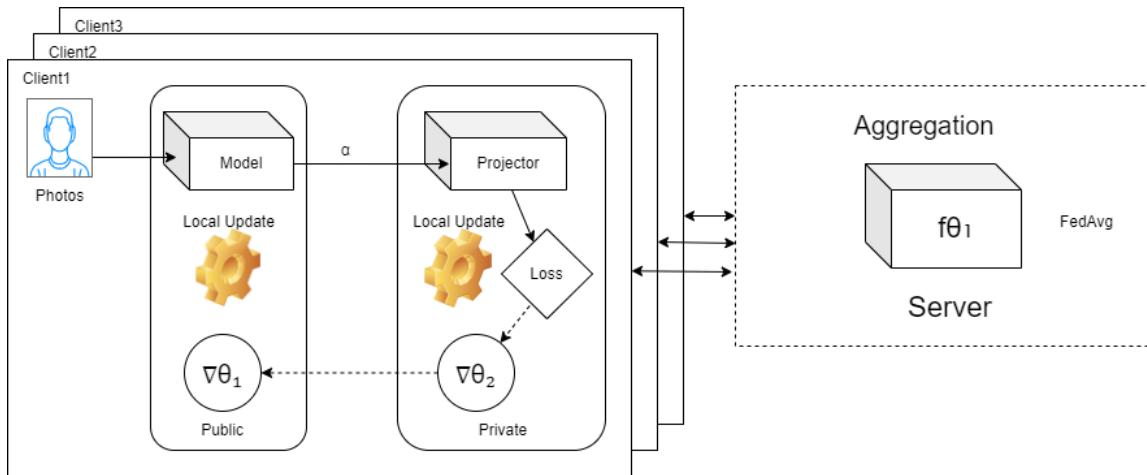 Client3
Client2
Client1
Photos
Model
α
Projector
Local Update
Local Update
Loss
∇θ₁
∇θ₂
Public
Private
Aggregation
fθ₁
FedAvg
Server